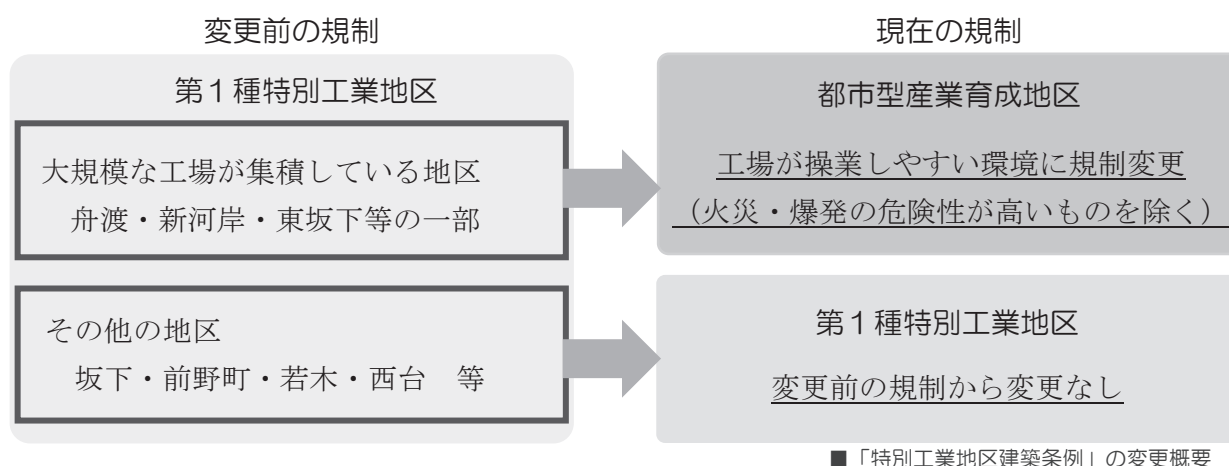 変更前の規制
第1種特別工業地区
大規模な工場が集積している地区
舟渡・新河岸・東坂下等の一部
その他の地区
坂下・前野町・若木・西台　等
現在の規制
都市型産業育成地区
工場が操業しやすい環境に規制変更
(火災・爆発の危険性が高いものを除く)
第1種特別工業地区
変更前の規制から変更なし
■「特別工業地区建築条例」の変更概要